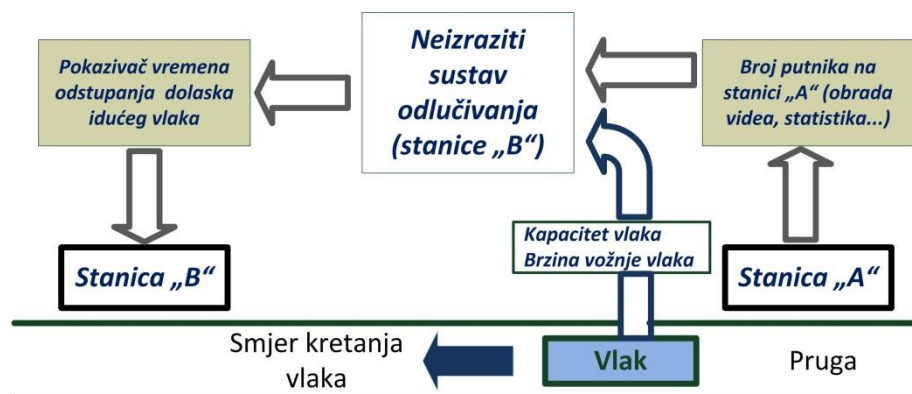 Neizraziti
sustav
odlučivanja
(stanice „B“)
Pokazivač vremena
odstupanja dolaska
idućeg vlaka
Broj putnika na
stanici „A“ (obrada
videa, statistika...)
Kapacitet vlaka
Brzina vožnje vlaka
Stanica „B“
Stanica „A“
Smjer kretanja
vlaka
Vlak
Pruga